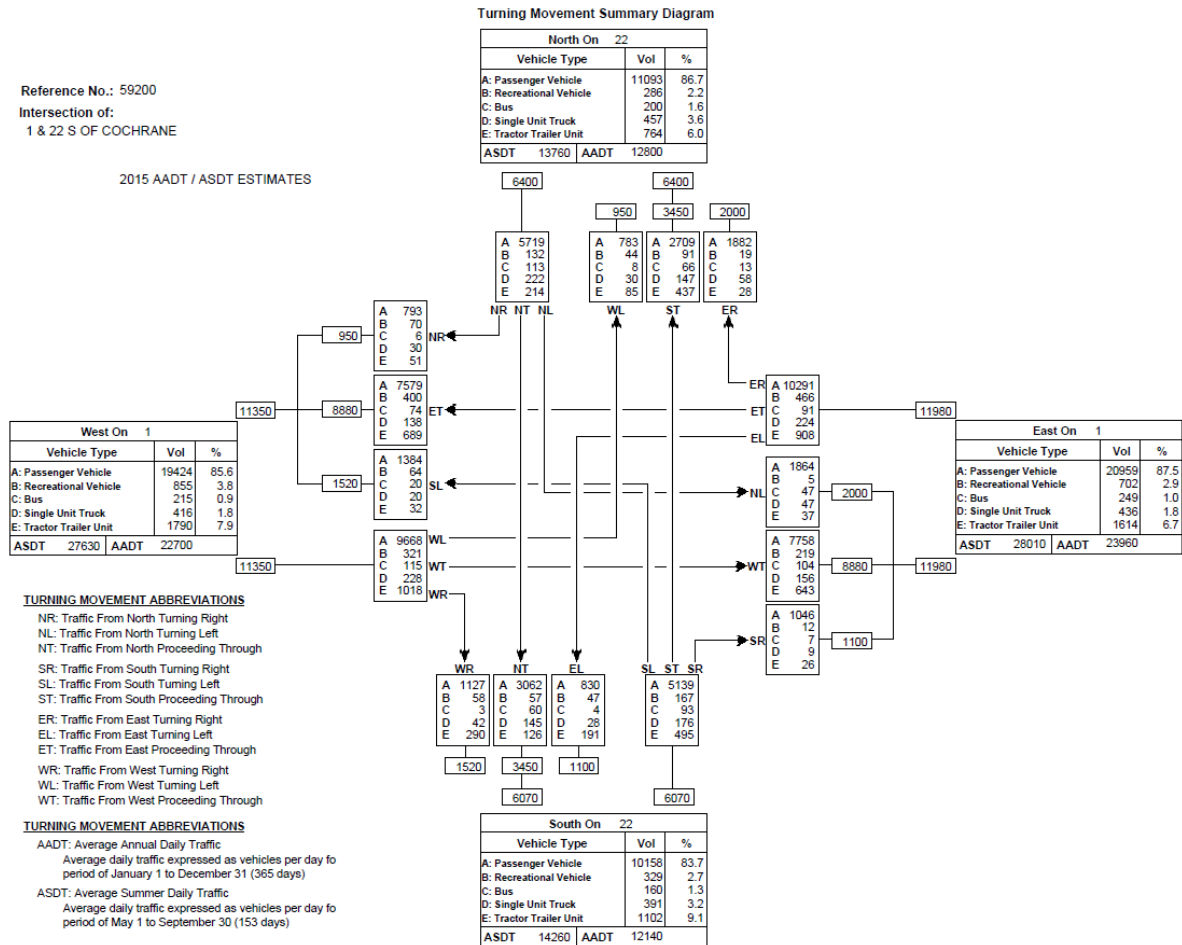 Turning Movement Summary Diagram
North On 22
Vehicle Type Vol %
A: Passenger Vehicle 11093 86.7
B: Recreational Vehicle 286 2.2
C: Bus 200 1.6
D: Single Unit Truck 457 3.6
E: Tractor Trailer Unit 764 6.0
ASDT 13760 AADT 12800
Reference No.: 59200
Intersection of:
1 & 22 S OF COCHRANE
2015 AADT / ASDT ESTIMATES
6400 6400
950 3450 2000
A 5719
B 132
C 113
D 222
E 214
NR NT NL
A 783
B 44
C 8
D 30
E 85
WL
A 2709
B 91
C 66
D 147
E 437
ST
A 1882
B 19
C 13
D 58
E 28
ER
950
A 793
B 70
C 6
D 30
E 51
NR
11350
8880
A 7579
B 400
C 74
D 138
E 689
ET
1520
A 1384
B 64
C 20
D 20
E 32
SL
West On 1
Vehicle Type Vol %
A: Passenger Vehicle 19424 85.6
B: Recreational Vehicle 855 3.8
C: Bus 215 0.9
D: Single Unit Truck 416 1.8
E: Tractor Trailer Unit 1790 7.9
ASDT 27630 AADT 22700
11350
A 9668
B 321
C 115
D 228
E 1018
WL
WT
WR
ER
ET
EL
A 10291
B 466
C 91
D 224
E 908
11980
East On 1
Vehicle Type Vol %
A: Passenger Vehicle 20959 87.5
B: Recreational Vehicle 702 2.9
C: Bus 249 1.0
D: Single Unit Truck 436 1.8
E: Tractor Trailer Unit 1614 6.7
ASDT 28010 AADT 23960
NL
A 1864
B 5
C 47
D 47
E 37
2000
WT
A 7758
B 219
C 104
D 156
E 643
8880
11980
SR
A 1046
B 12
C 7
D 9
E 26
1100
WR
A 1127
B 58
C 3
D 42
E 290
1520
NT
A 3062
B 57
C 60
D 145
E 126
3450
6070
EL
A 830
B 47
C 4
D 28
E 191
1100
SL ST SR
A 5139
B 167
C 93
D 176
E 495
6070
South On 22
Vehicle Type Vol %
A: Passenger Vehicle 10158 83.7
B: Recreational Vehicle 329 2.7
C: Bus 160 1.3
D: Single Unit Truck 391 3.2
E: Tractor Trailer Unit 1102 9.1
ASDT 14260 AADT 12140
TURNING MOVEMENT ABBREVIATIONS
NR: Traffic From North Turning Right
NL: Traffic From North Turning Left
NT: Traffic From North Proceeding Through
SR: Traffic From South Turning Right
SL: Traffic From South Turning Left
ST: Traffic From South Proceeding Through
ER: Traffic From East Turning Right
EL: Traffic From East Turning Left
ET: Traffic From East Proceeding Through
WR: Traffic From West Turning Right
WL: Traffic From West Turning Left
WT: Traffic From West Proceeding Through
TURNING MOVEMENT ABBREVIATIONS
AADT: Average Annual Daily Traffic
Average daily traffic expressed as vehicles per day fo
period of January 1 to December 31 (365 days)
ASDT: Average Summer Daily Traffic
Average daily traffic expressed as vehicles per day fo
period of May 1 to September 30 (153 days)